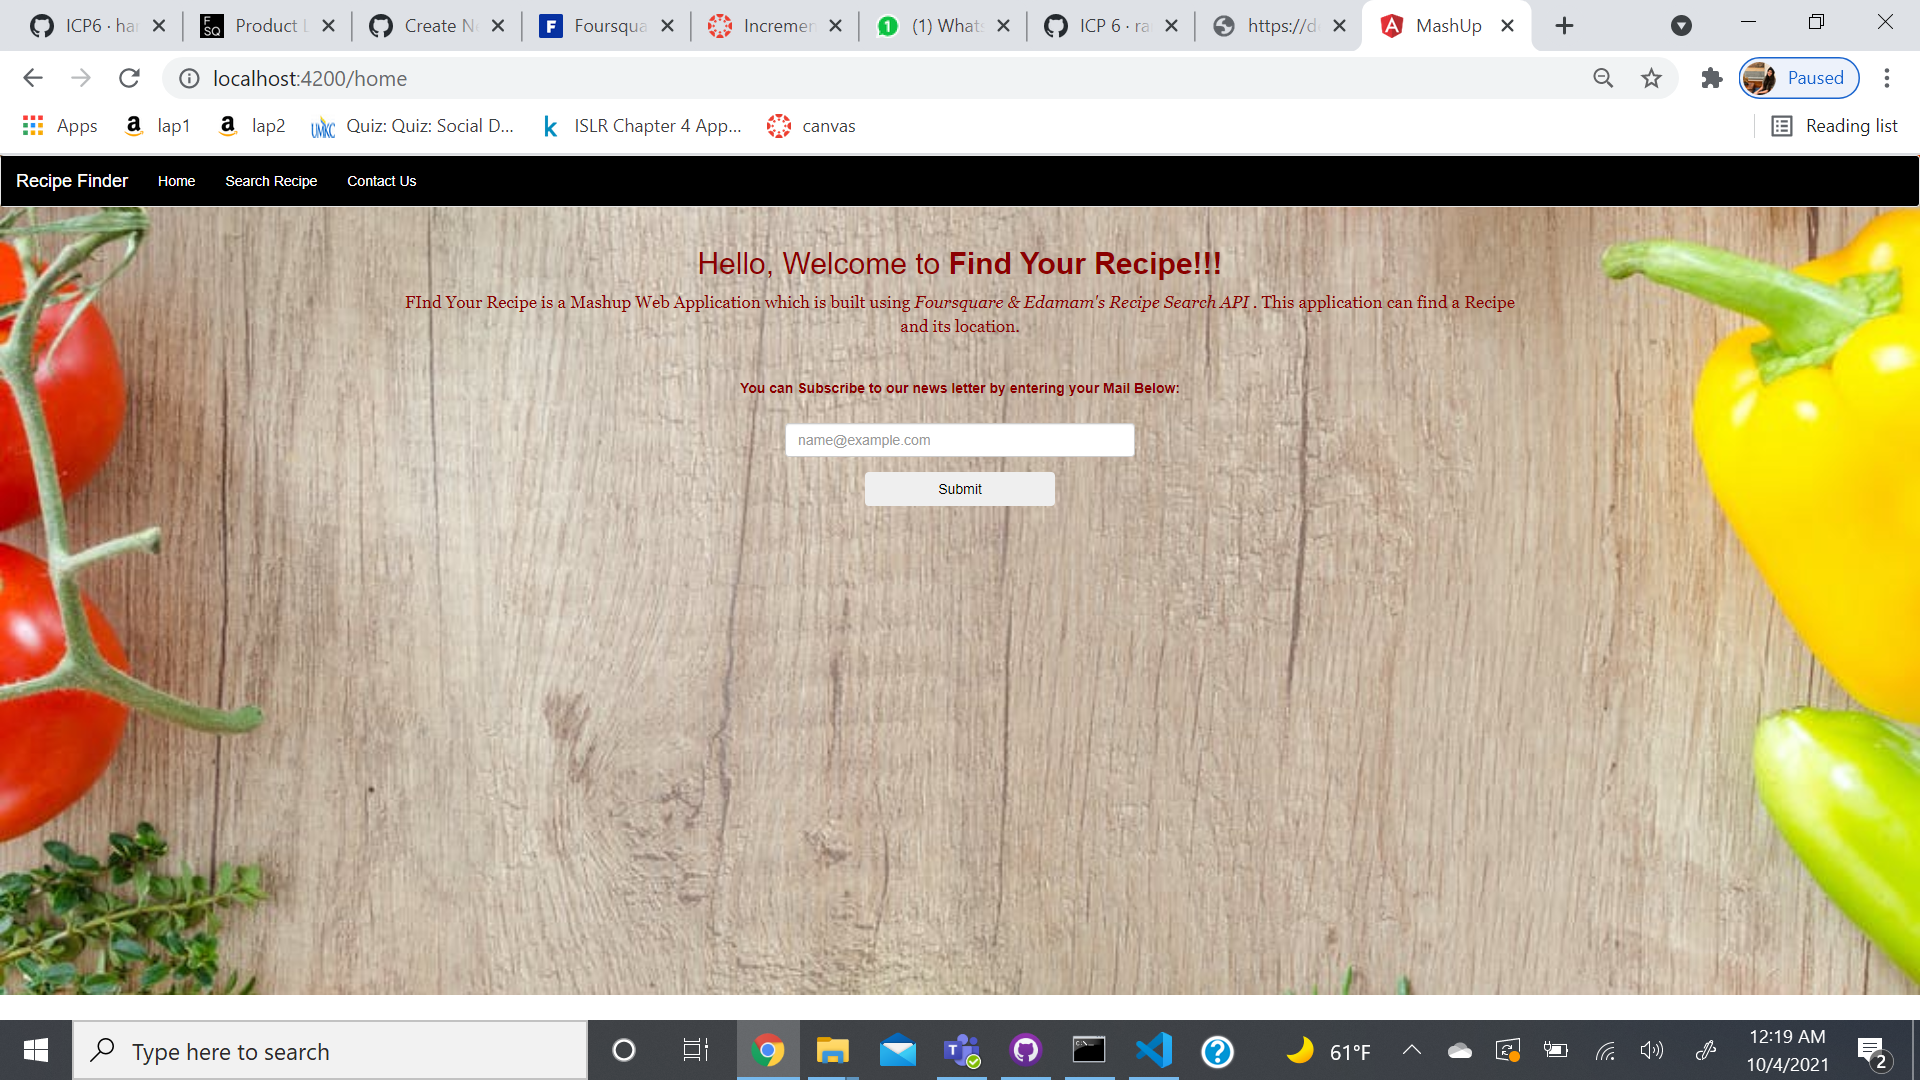 ICP6 · har
Product L
Create Ne
Foursqua
Incremen
(1) Whats
ICP 6 · ra
https://de
MashUp
localhost:4200/home
Paused
Apps
lap1
lap2
UMKC
Quiz: Quiz: Social D...
ISLR Chapter 4 App...
canvas
Reading list
Recipe Finder Home Search Recipe Contact Us
Hello, Welcome to Find Your Recipe!!!
FInd Your Recipe is a Mashup Web Application which is built using Foursquare & Edamam's Recipe Search API . This application can find a Recipe
and its location.
You can Subscribe to our news letter by entering your Mail Below:
name@example.com
Submit
Type here to search
61°F
12:19 AM
10/4/2021
2